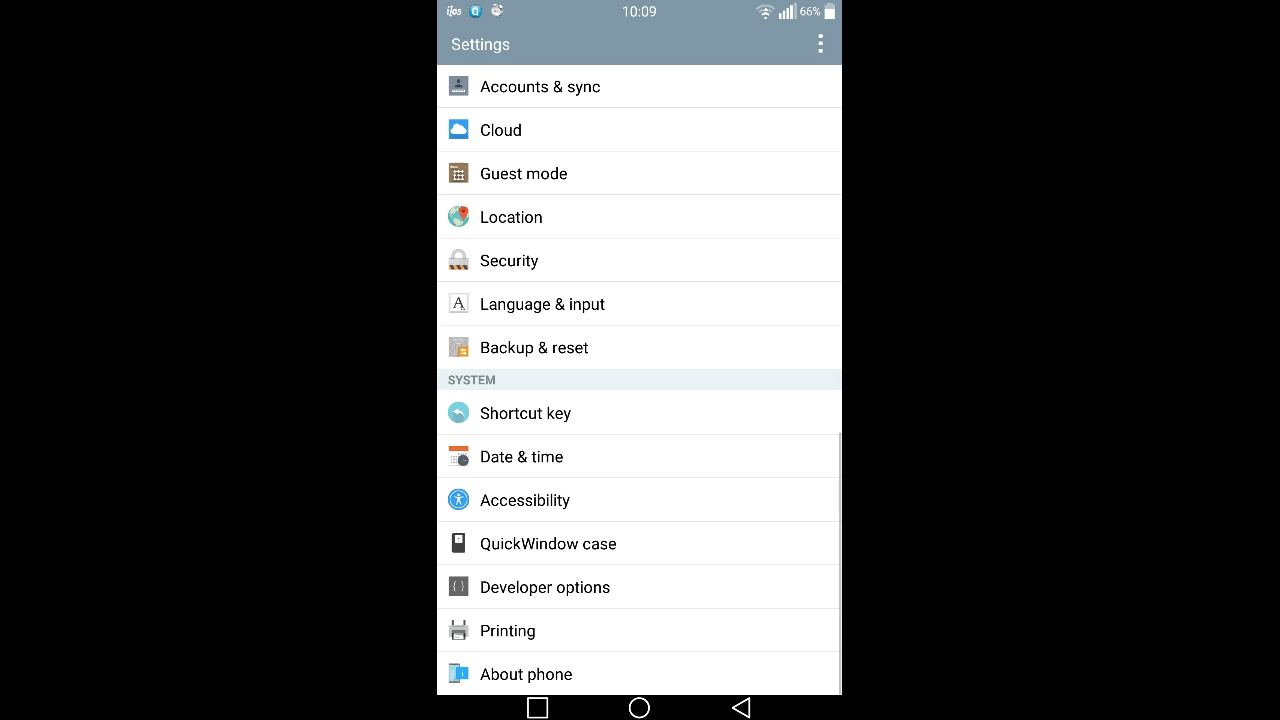 10:09
66%
Settings
Accounts & sync
Cloud
Guest mode
Location
Security
Language & input
Backup & reset
SYSTEM
Shortcut key
Date & time
Accessibility
QuickWindow case
Developer options
Printing
About phone